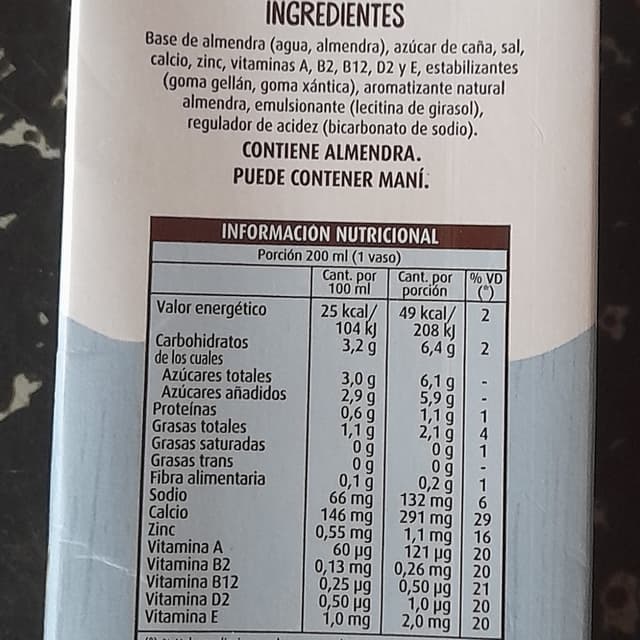 INGREDIENTES
Base de almendra (agua, almendra), azúcar de caña, sal,
calcio, zinc, vitaminas A, B2, B12, D2 y E, estabilizantes
(goma gellán, goma xántica), aromatizante natural
almendra, emulsionante (lecitina de girasol),
regulador de acidez (bicarbonato de sodio).
CONTIENE ALMENDRA.
PUEDE CONTENER MANÍ.
INFORMACIÓN NUTRICIONAL
Porción 200 ml (1 vaso)
Cant. por 100 ml Cant. por porción % VD (*)
Valor energético 25 kcal/ 104 kJ 49 kcal/ 208 kJ 2
Carbohidratos 3,2 g 6,4 g 2
de los cuales
Azúcares totales 3,0 g 6,1 g -
Azúcares añadidos 2,9 g 5,9 g -
Proteínas 0,6 g 1,1 g 1
Grasas totales 1,1 g 2,1 g 4
Grasas saturadas 0 g 0 g 1
Grasas trans 0 g 0 g -
Fibra alimentaria 0,1 g 0,2 g 1
Sodio 66 mg 132 mg 6
Calcio 146 mg 291 mg 29
Zinc 0,55 mg 1,1 mg 16
Vitamina A 60 µg 121 µg 20
Vitamina B2 0,13 mg 0,26 mg 20
Vitamina B12 0,25 µg 0,50 µg 21
Vitamina D2 0,50 µg 1,0 µg 20
Vitamina E 1,0 mg 2,0 mg 20